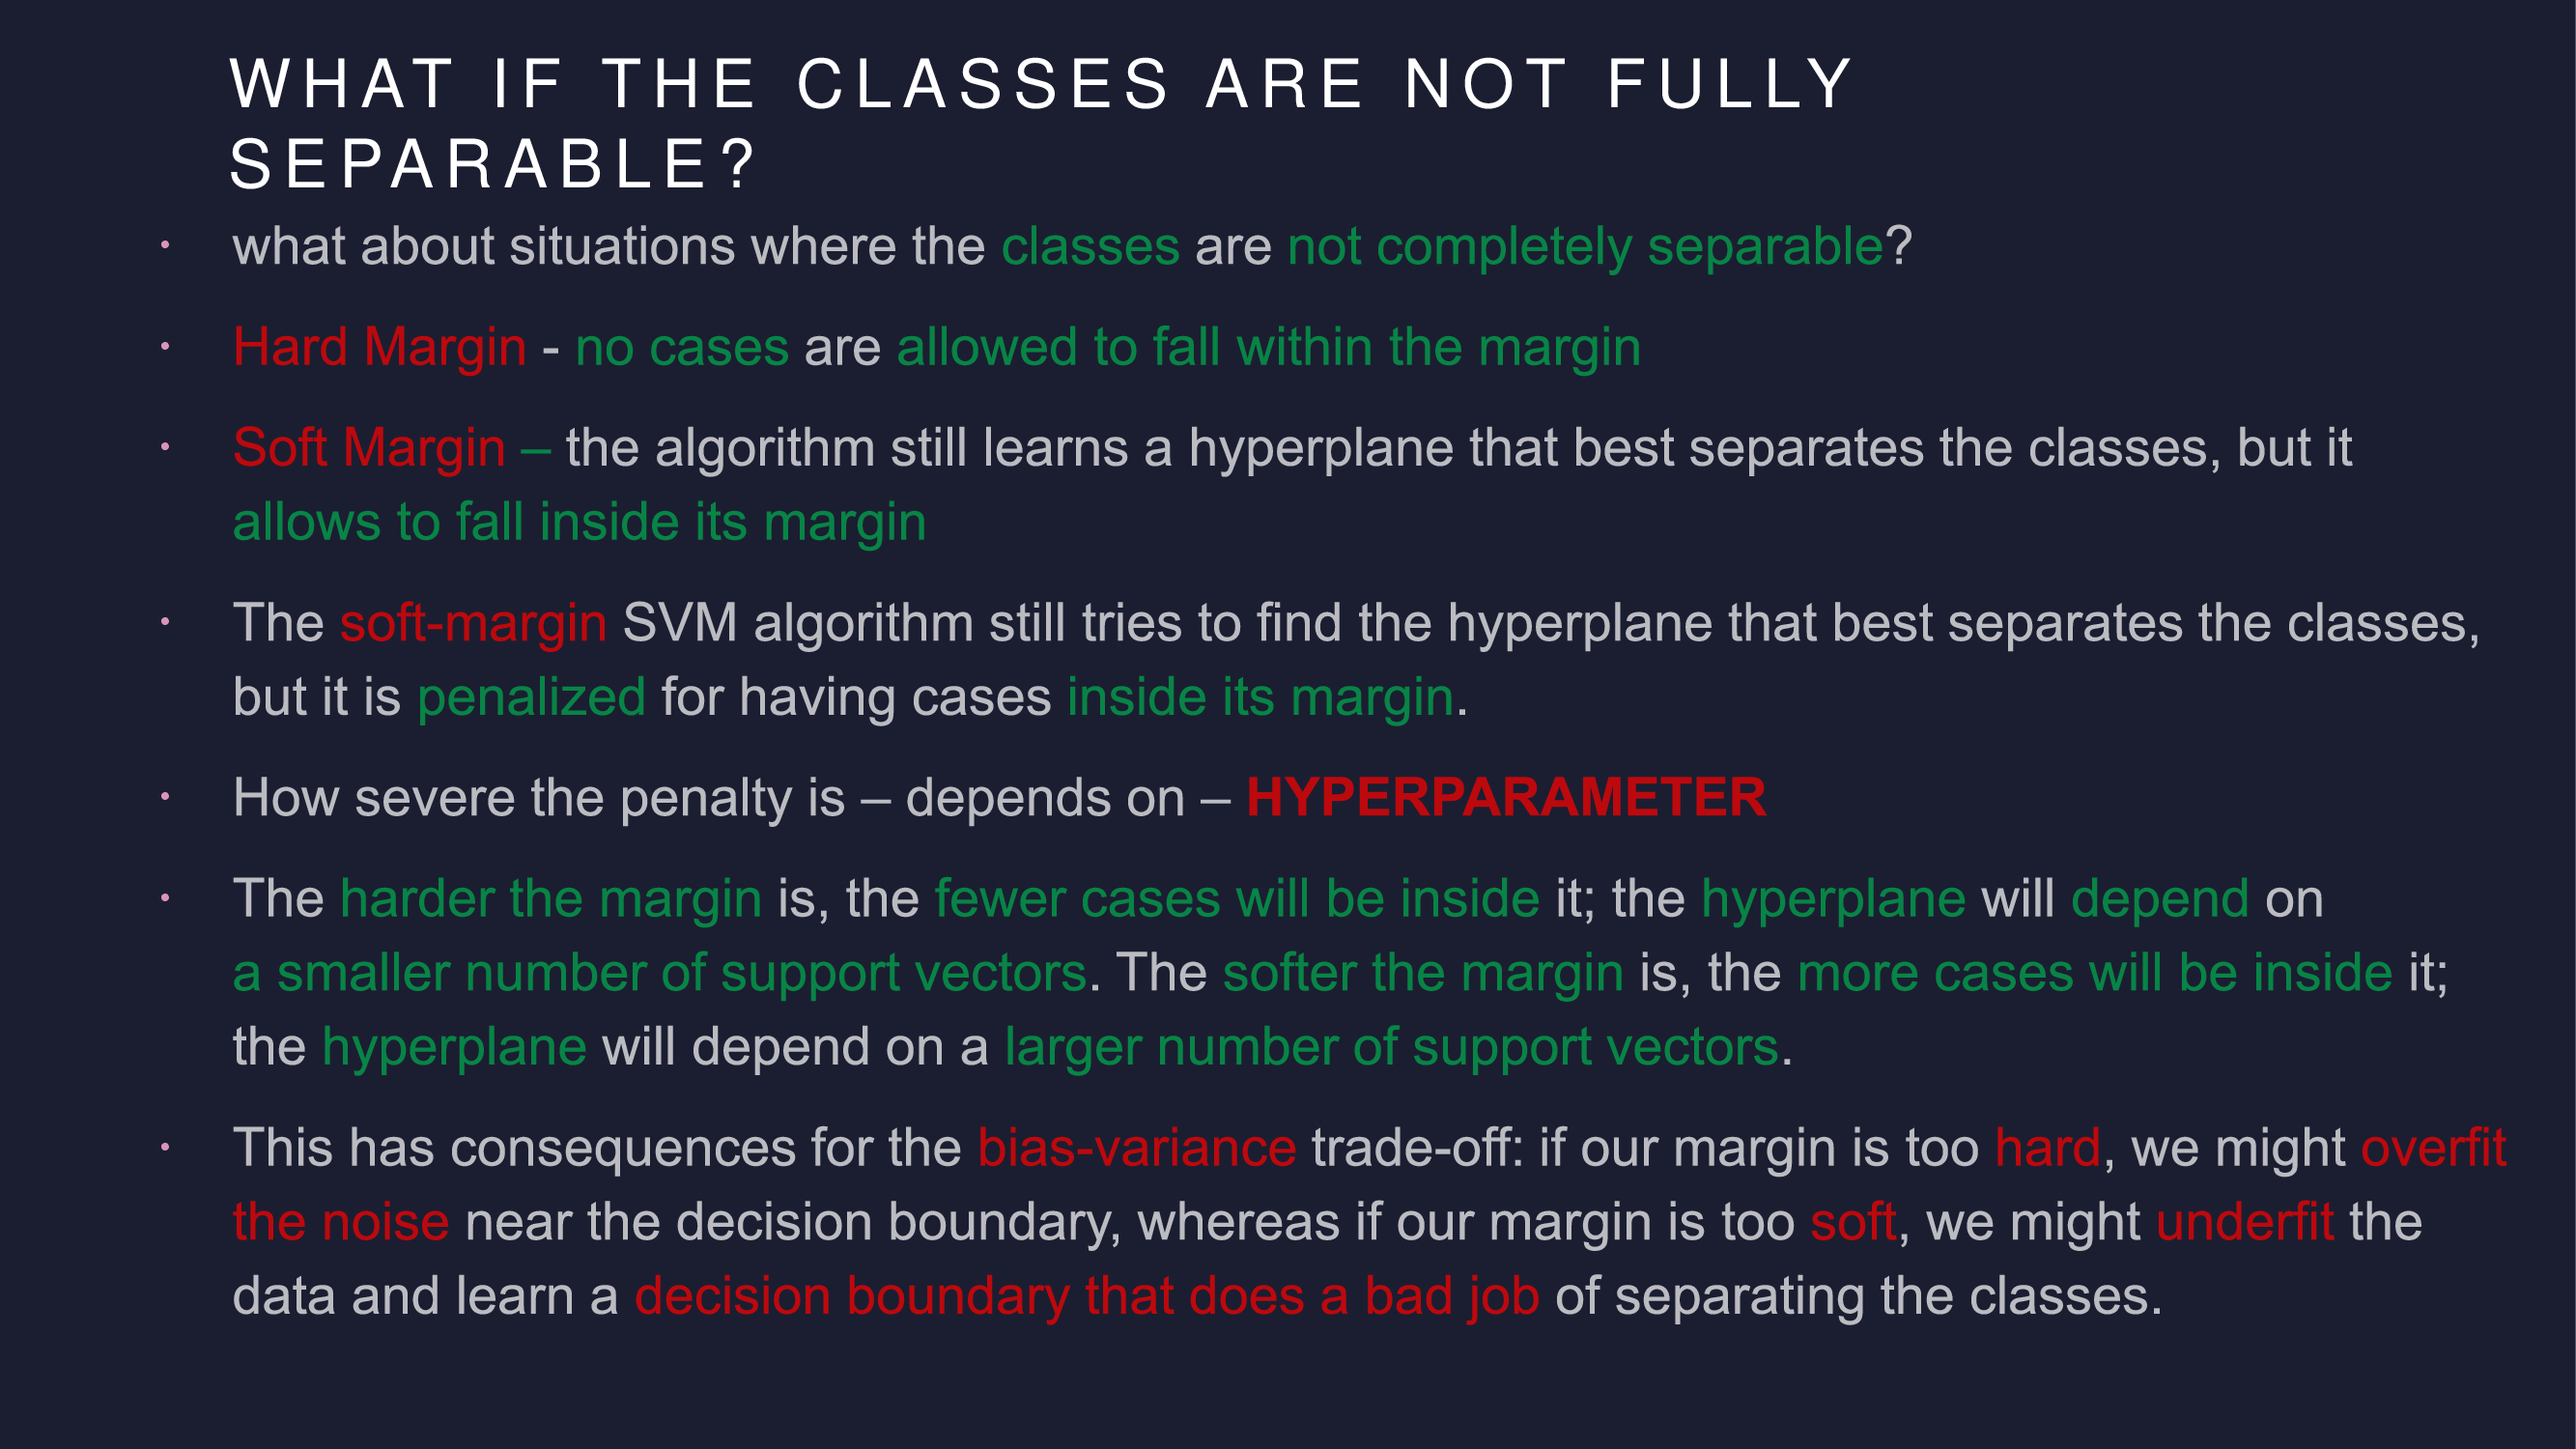 WHAT IF THE CLASSES ARE NOT FULLY
SEPARABLE?
• what about situations where the classes are not completely separable?
• Hard Margin - no cases are allowed to fall within the margin
• Soft Margin – the algorithm still learns a hyperplane that best separates the classes, but it
allows to fall inside its margin
• The soft-margin SVM algorithm still tries to find the hyperplane that best separates the classes,
but it is penalized for having cases inside its margin.
• How severe the penalty is – depends on – HYPERPARAMETER
• The harder the margin is, the fewer cases will be inside it; the hyperplane will depend on
a smaller number of support vectors. The softer the margin is, the more cases will be inside it;
the hyperplane will depend on a larger number of support vectors.
• This has consequences for the bias-variance trade-off: if our margin is too hard, we might overfit
the noise near the decision boundary, whereas if our margin is too soft, we might underfit the
data and learn a decision boundary that does a bad job of separating the classes.